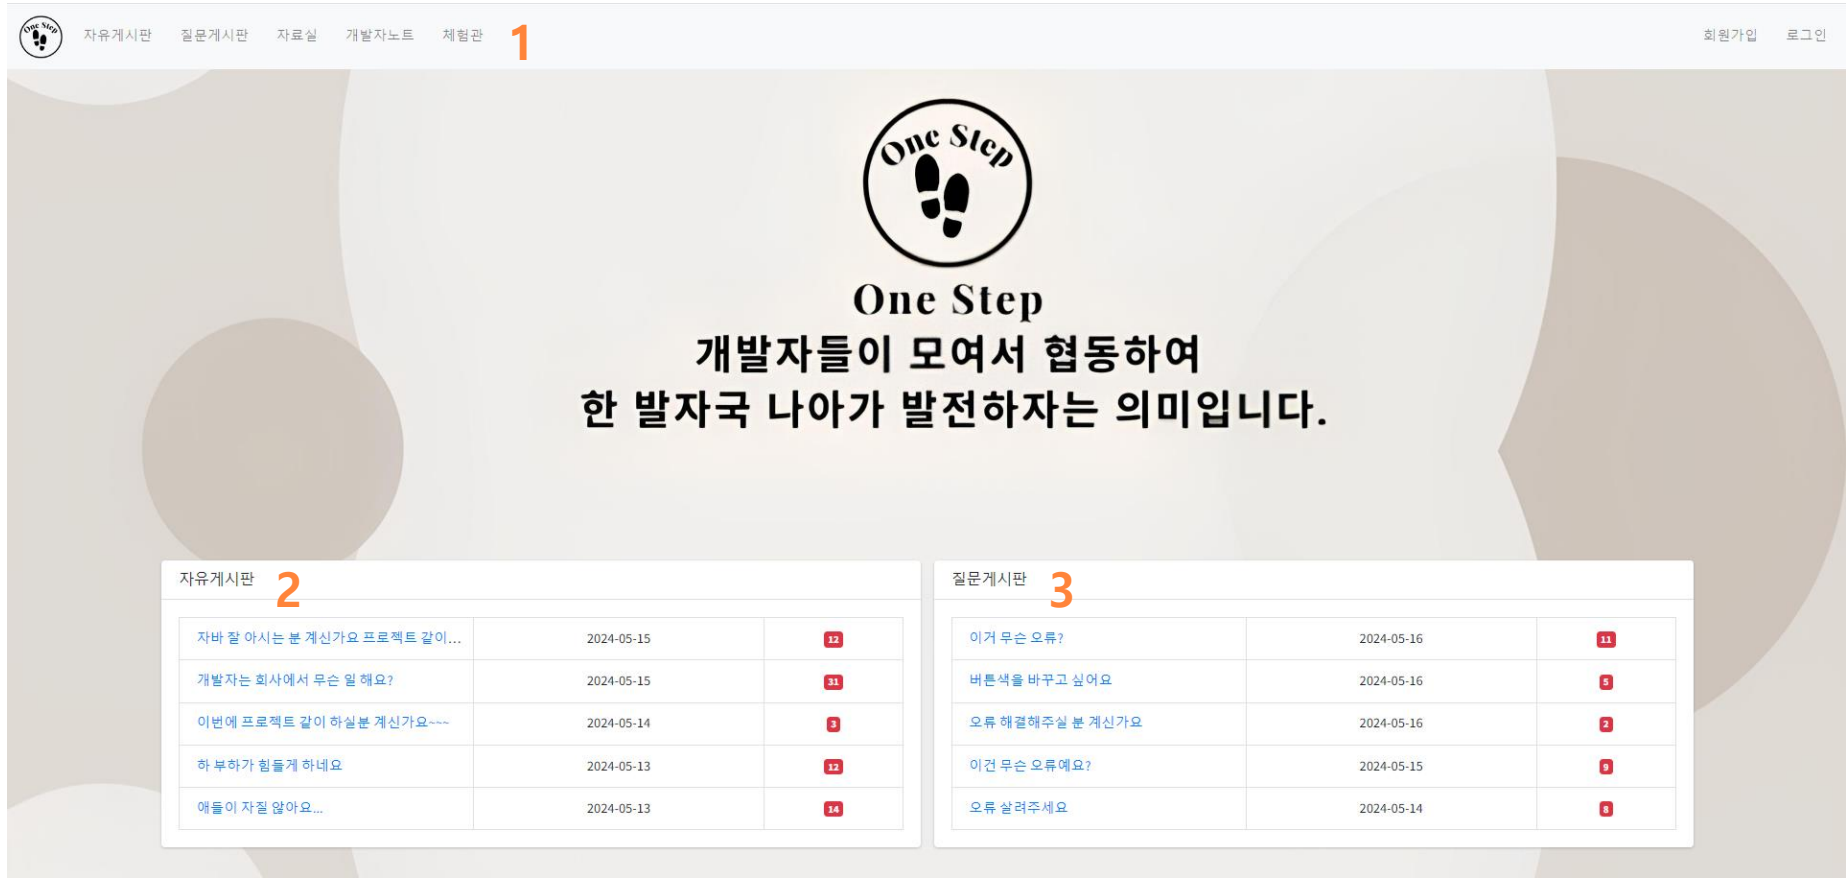 One Step
자유게시판 질문게시판 자료실 개발자노트 체험관 1 회원가입 로그인
One Step
One Step
개발자들이 모여서 협동하여
한 발자국 나아가 발전하자는 의미입니다.
자유게시판 2
자바 잘 아시는 분 계신가요 프로젝트 같이... 2024-05-15 12
개발자는 회사에서 무슨 일 해요? 2024-05-15 31
이번에 프로젝트 같이 하실분 계신가요~~~ 2024-05-14 3
하 부하가 힘들게 하네요 2024-05-13 12
애들이 자질 않아요... 2024-05-13 14
질문게시판 3
이거 무슨 오류? 2024-05-16 11
버튼색을 바꾸고 싶어요 2024-05-16 5
오류 해결해주실 분 계신가요 2024-05-16 2
이건 무슨 오류예요? 2024-05-15 9
오류 살려주세요 2024-05-14 8